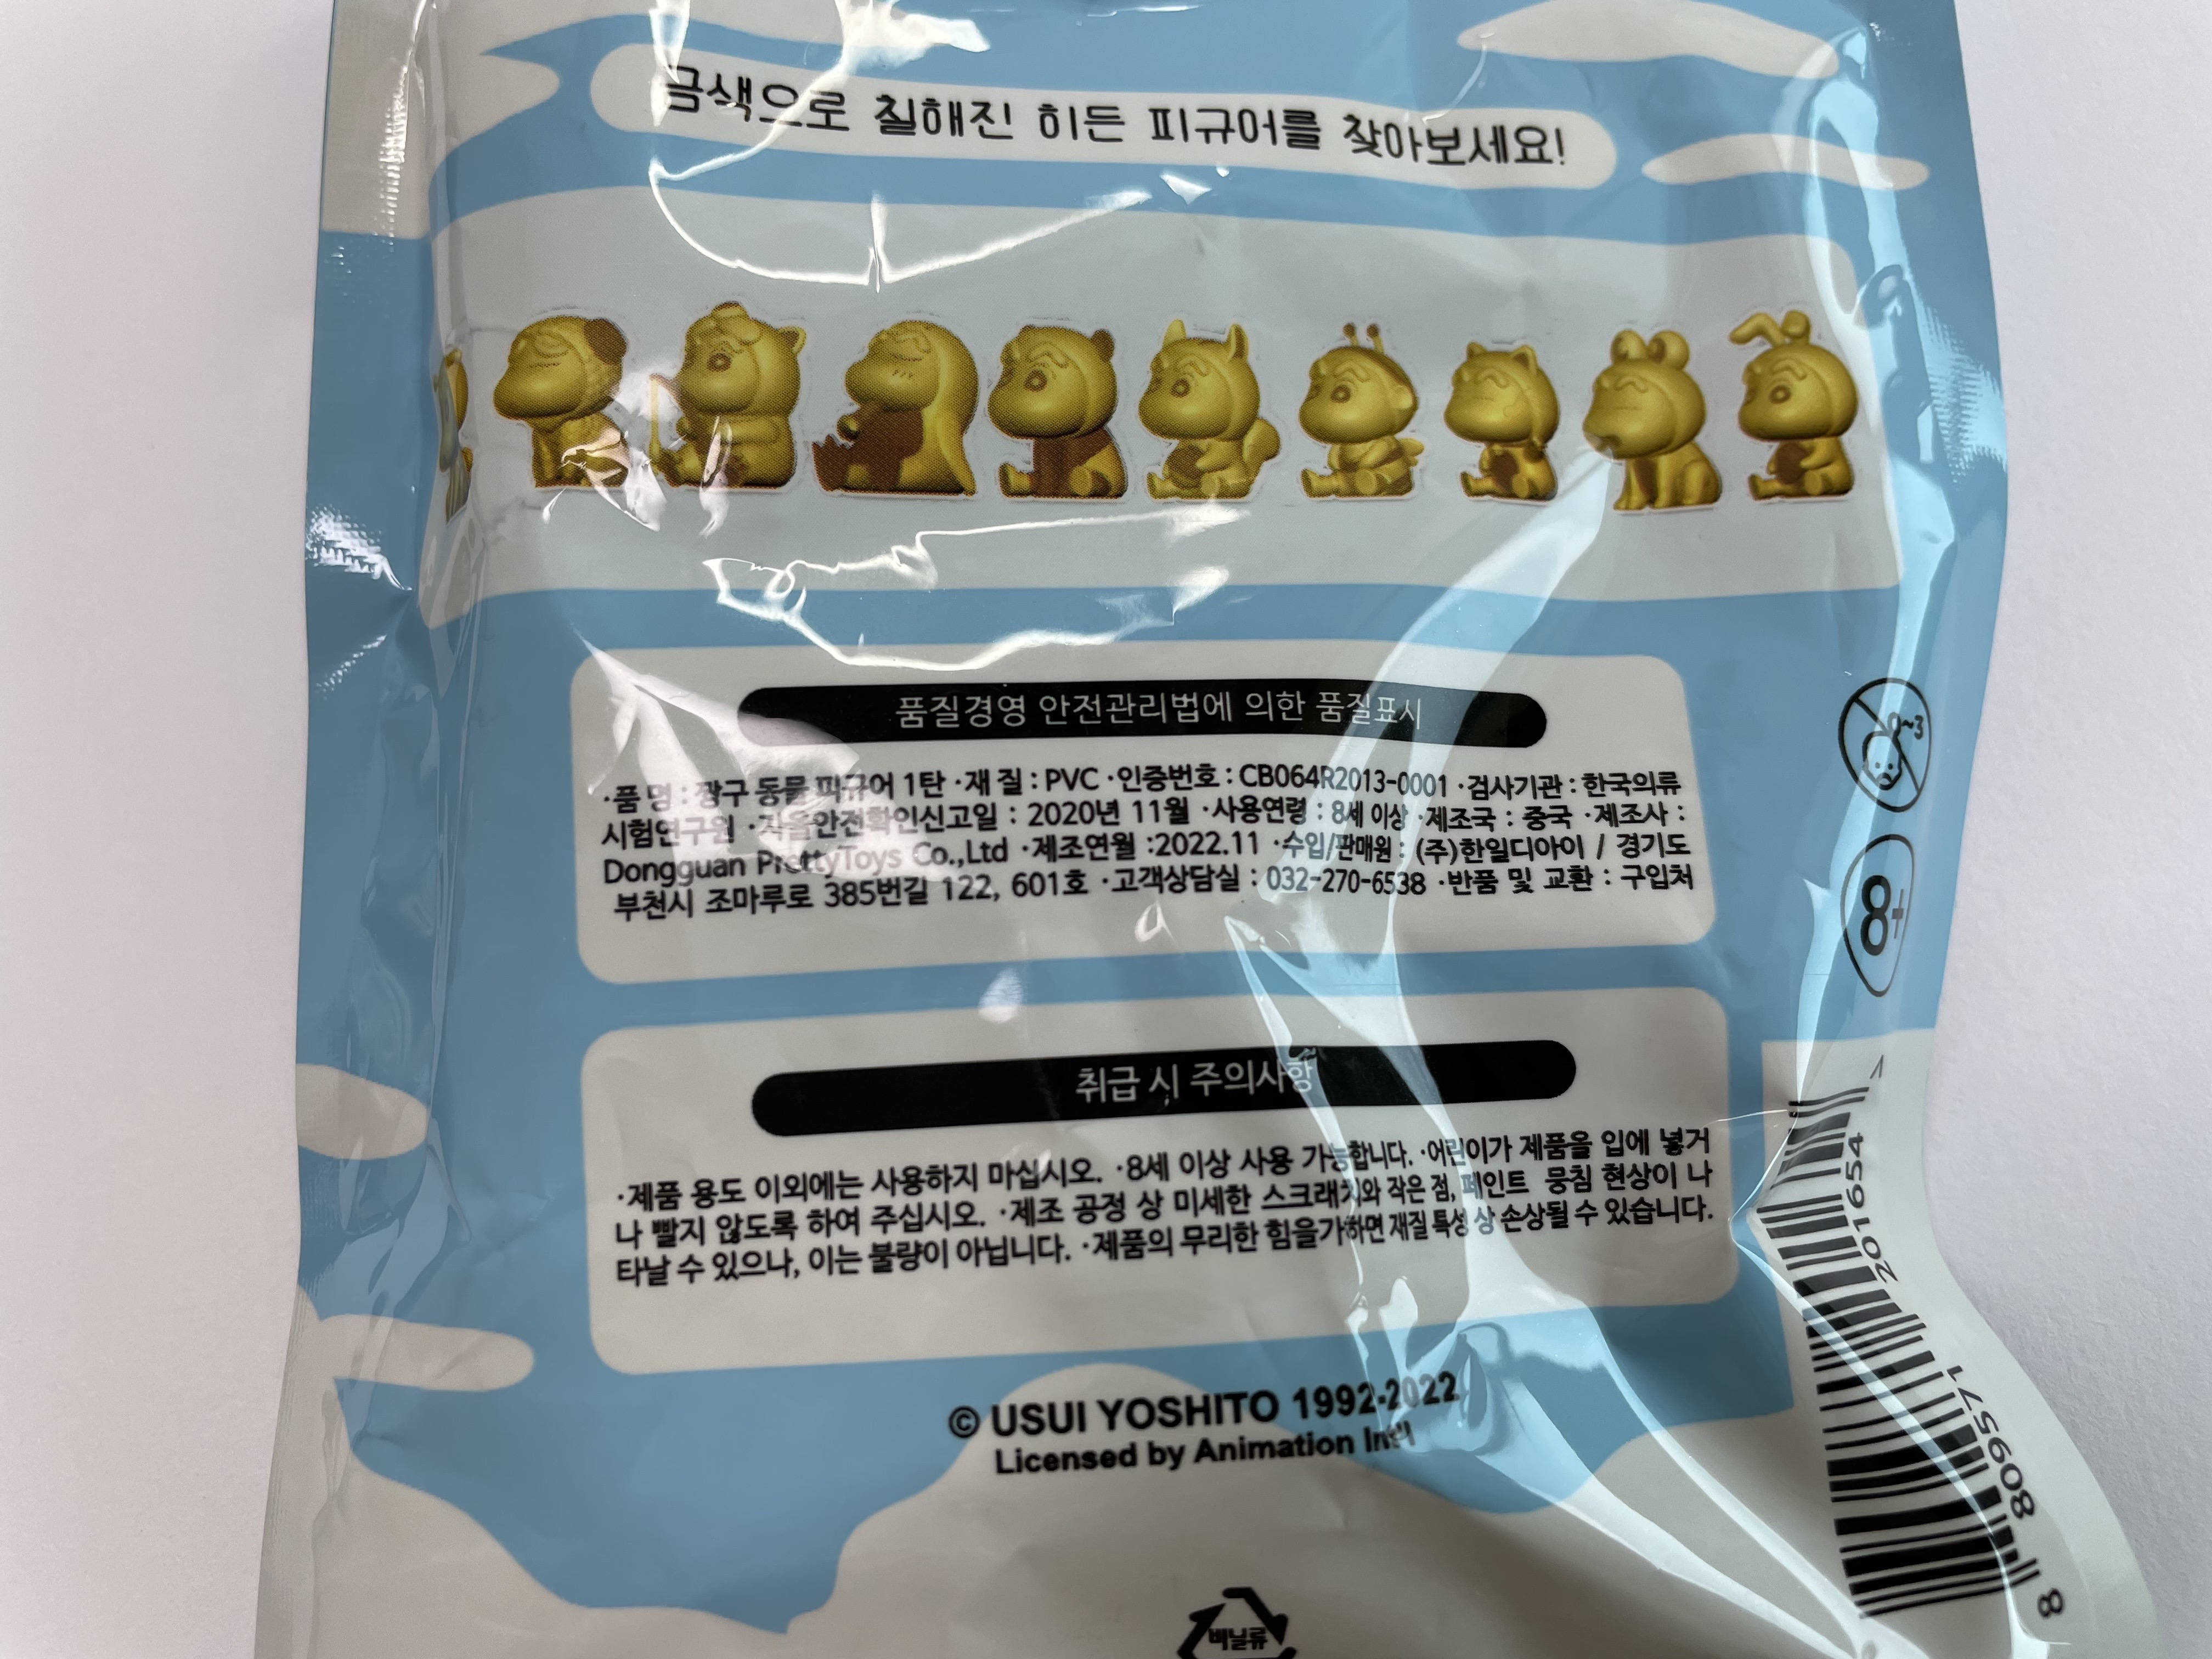 금색으로 칠해진 히든 피규어를 찾아보세요!
품질경영 안전관리법에 의한 품질표시
·품 명 : 짱구 동물 피규어 1탄 ·재 질 : PVC ·인증번호 : CB064R2013-0001 ·검사기관 : 한국의류
시험연구원 ·자율안전확인신고일 : 2020년 11월 ·사용연령 : 8세 이상 ·제조국 : 중국 ·제조사 :
Dongguan PrettyToys Co.,Ltd ·제조연월 :2022.11 ·수입/판매원 : (주)한일디아이 / 경기도
부천시 조마루로 385번길 122, 601호 ·고객상담실 : 032-270-6538 ·반품 및 교환 : 구입처
~3
8+
취급 시 주의사항
·제품 용도 이외에는 사용하지 마십시오. ·8세 이상 사용 가능합니다. ·어린이가 제품을 입에 넣거
나 빨지 않도록 하여 주십시오. ·제조 공정 상 미세한 스크래치와 작은 점, 페인트 뭉침 현상이 나
타날 수 있으나, 이는 불량이 아닙니다. ·제품의 무리한 힘을가하면 재질 특성 상 손상될 수 있습니다.
© USUI YOSHITO 1992-2022
Licensed by Animation Int'l
비닐류
8 809571 201654 >